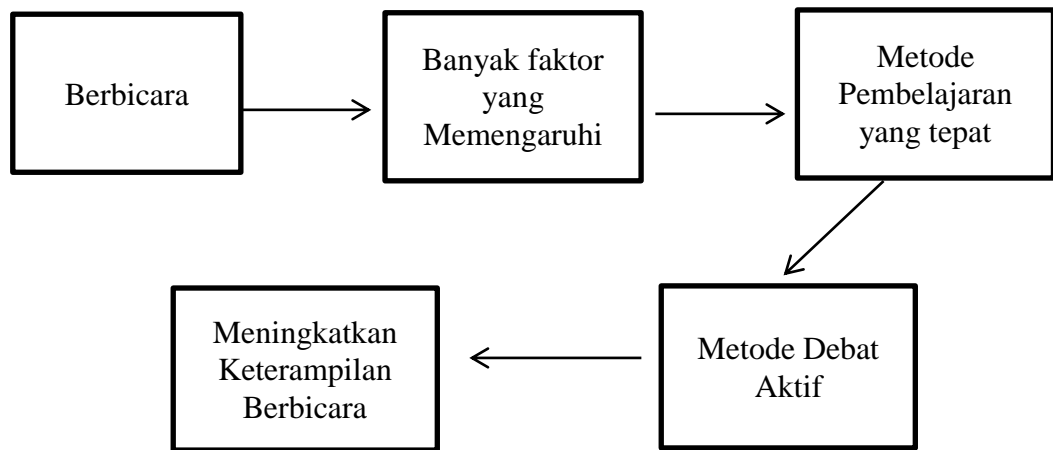 Berbicara
Banyak faktor
yang
Memengaruhi
Metode
Pembelajaran
yang tepat
Metode Debat
Aktif
Meningkatkan
Keterampilan
Berbicara